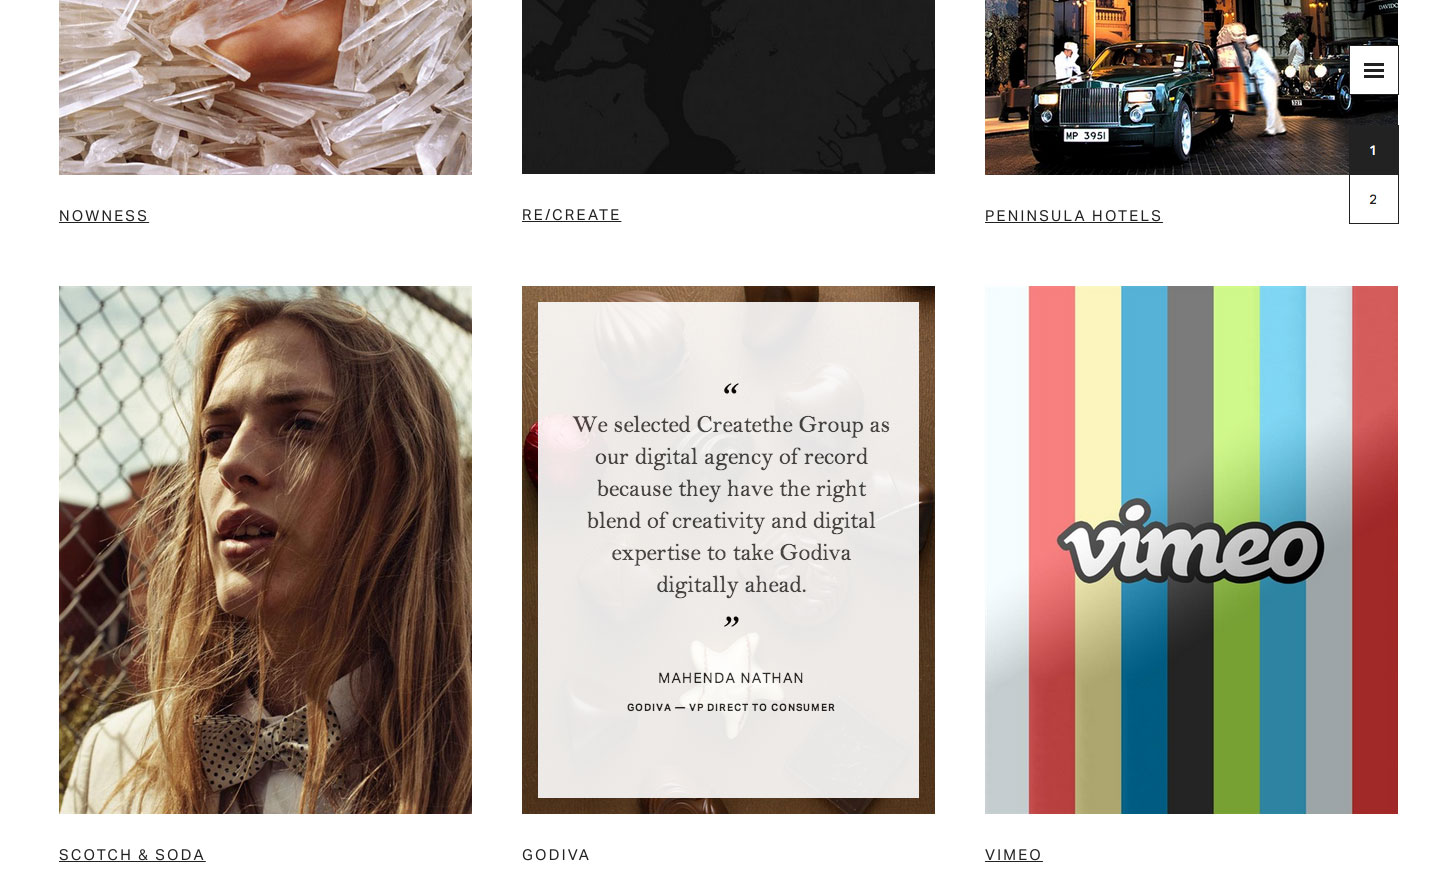 DAVIDO
MP 3951
327
1
2
NOWNESS
RE/CREATE
PENINSULA HOTELS
“
We selected Createthe Group as
our digital agency of record
because they have the right
blend of creativity and digital
expertise to take Godiva
digitally ahead.
”
MAHENDA NATHAN
GODIVA — VP DIRECT TO CONSUMER
vimeo
SCOTCH & SODA
GODIVA
VIMEO